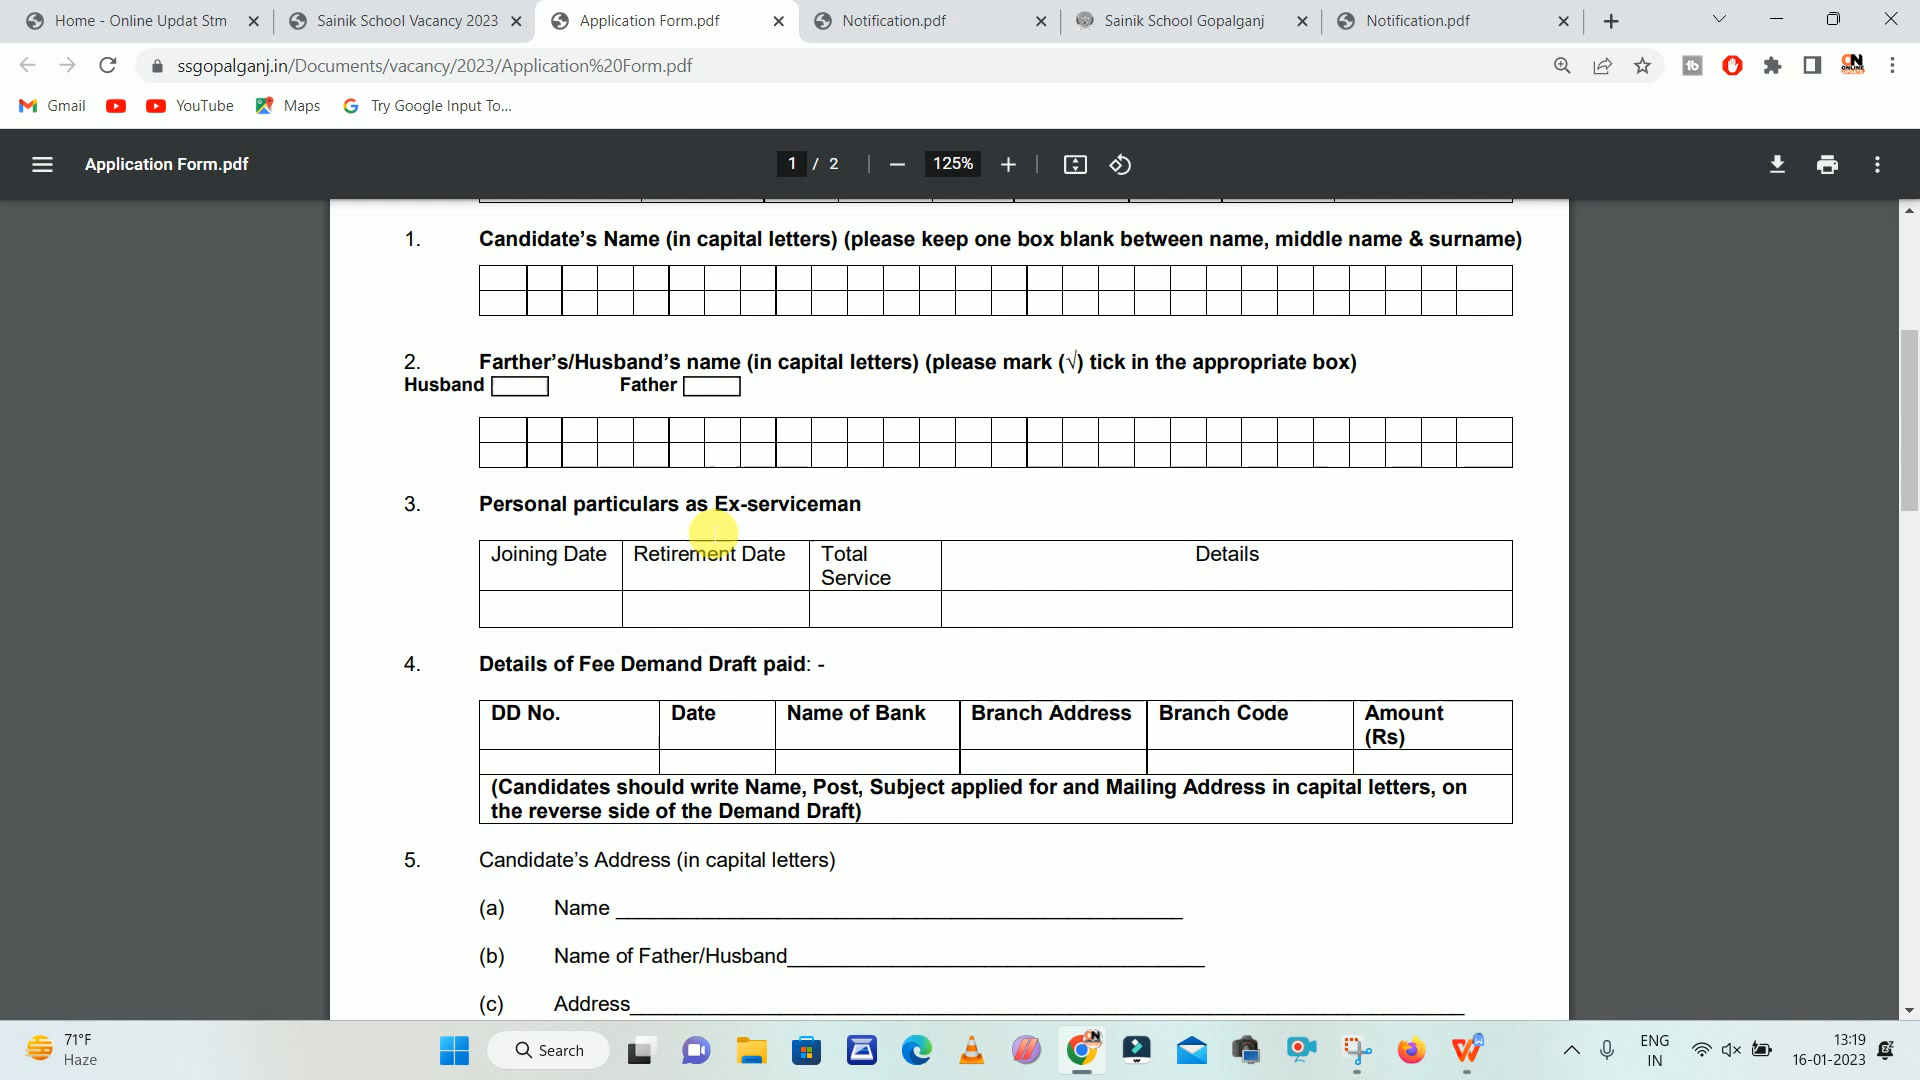 Home - Online Updat Stm
Sainik School Vacancy 2023
Application Form.pdf
Notification.pdf
Sainik School Gopalganj
Notification.pdf
ssgopalganj.in/Documents/vacancy/2023/Application%20Form.pdf
Gmail
YouTube
Maps
Try Google Input To...
Application Form.pdf
1 / 2
125%
1. Candidate's Name (in capital letters) (please keep one box blank between name, middle name & surname)
2. Farther's/Husband's name (in capital letters) (please mark (√) tick in the appropriate box)
Husband Father
3. Personal particulars as Ex-serviceman
Joining Date Retirement Date Total Service Details
4. Details of Fee Demand Draft paid: -
DD No. Date Name of Bank Branch Address Branch Code Amount (Rs)
(Candidates should write Name, Post, Subject applied for and Mailing Address in capital letters, on
the reverse side of the Demand Draft)
5. Candidate's Address (in capital letters)
(a) Name
(b) Name of Father/Husband
(c) Address
71°F
Haze
Search
ENG
IN
13:19
16-01-2023